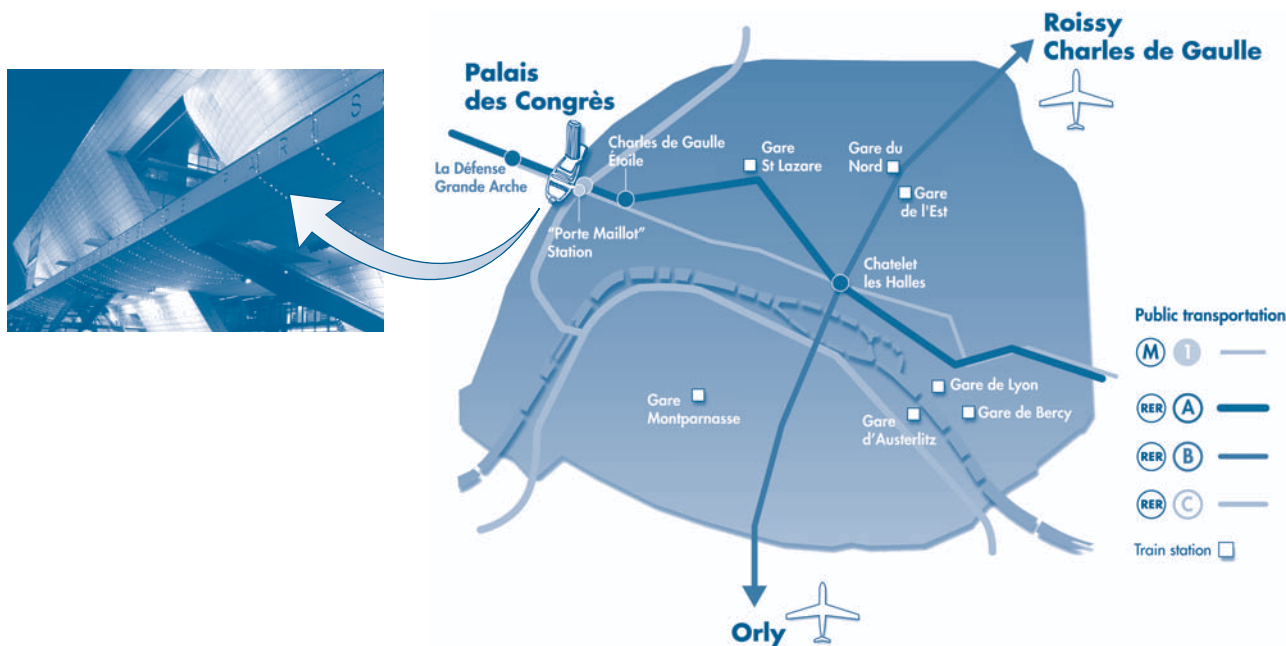 Roissy
Charles de Gaulle
Palais
des Congrès
La Défense
Grande Arche
Charles de Gaulle
Étoile
Gare
St Lazare
Gare du
Nord
Gare
de l'Est
"Porte Maillot"
Station
Chatelet
les Halles
Gare
Montparnasse
Gare de Lyon
Gare de Bercy
Gare
d'Austerlitz
Orly
Public transportation
M 1
RER A
RER B
RER C
Train station